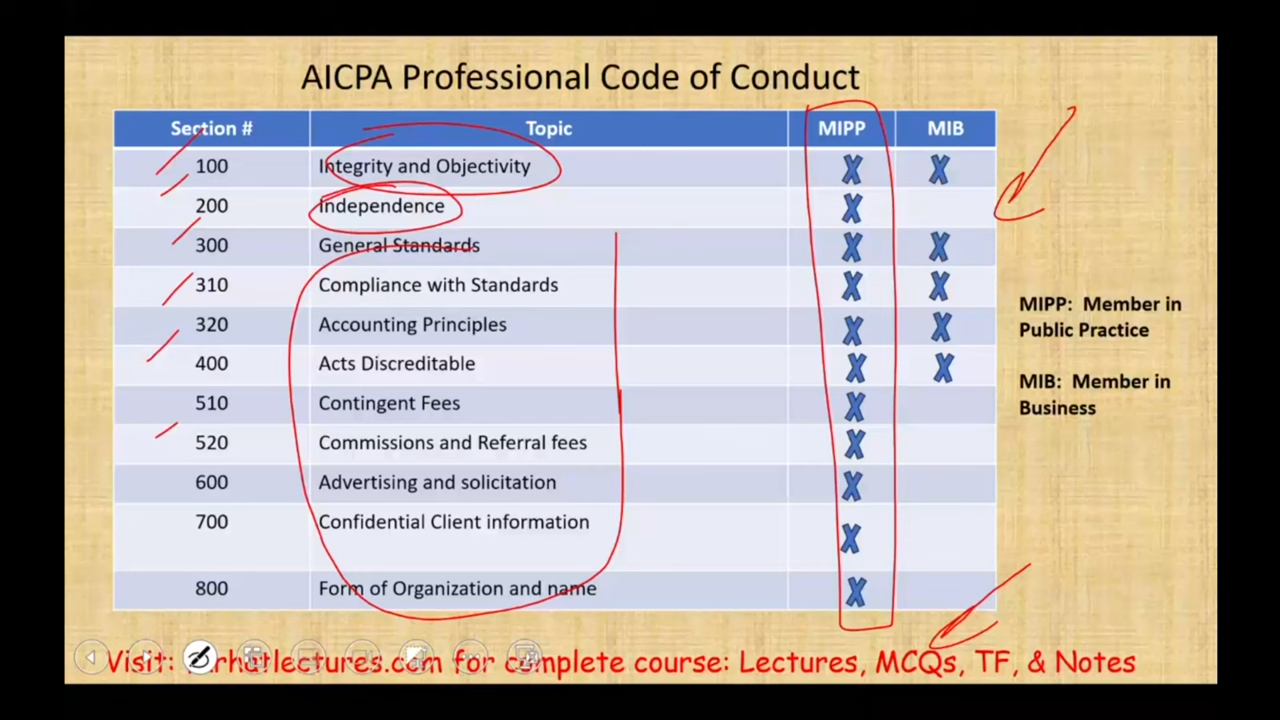 AICPA Professional Code of Conduct
Section # Topic MIPP MIB
100 Integrity and Objectivity X X
200 Independence X
300 General Standards X X
310 Compliance with Standards X X
320 Accounting Principles X X
400 Acts Discreditable X X
510 Contingent Fees X
520 Commissions and Referral fees X
600 Advertising and solicitation X
700 Confidential Client information X
800 Form of Organization and name X
MIPP: Member in
Public Practice
MIB: Member in
Business
Visit: for complete course: Lectures, MCQs, TF, & Notes